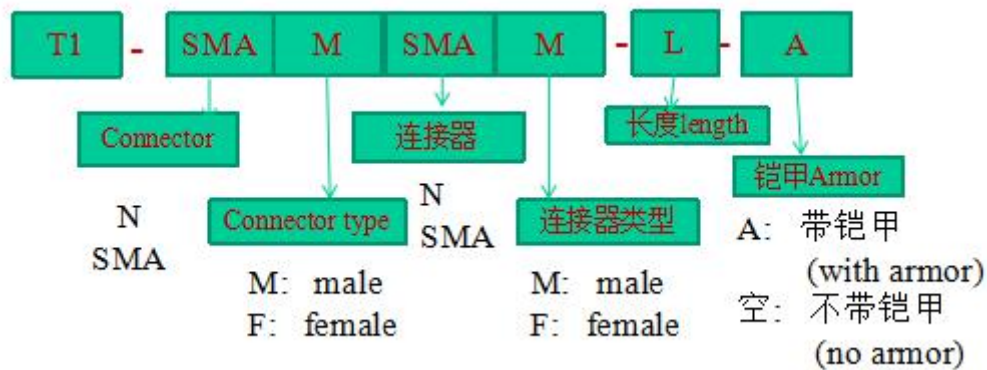 T1 - SMA M SMA M - L - A
Connector
连接器
长度length
铠甲Armor
N
SMA
Connector type
N
SMA
连接器类型
M: male
F: female
M: male
F: female
A: 带铠甲
(with armor)
空: 不带铠甲
(no armor)